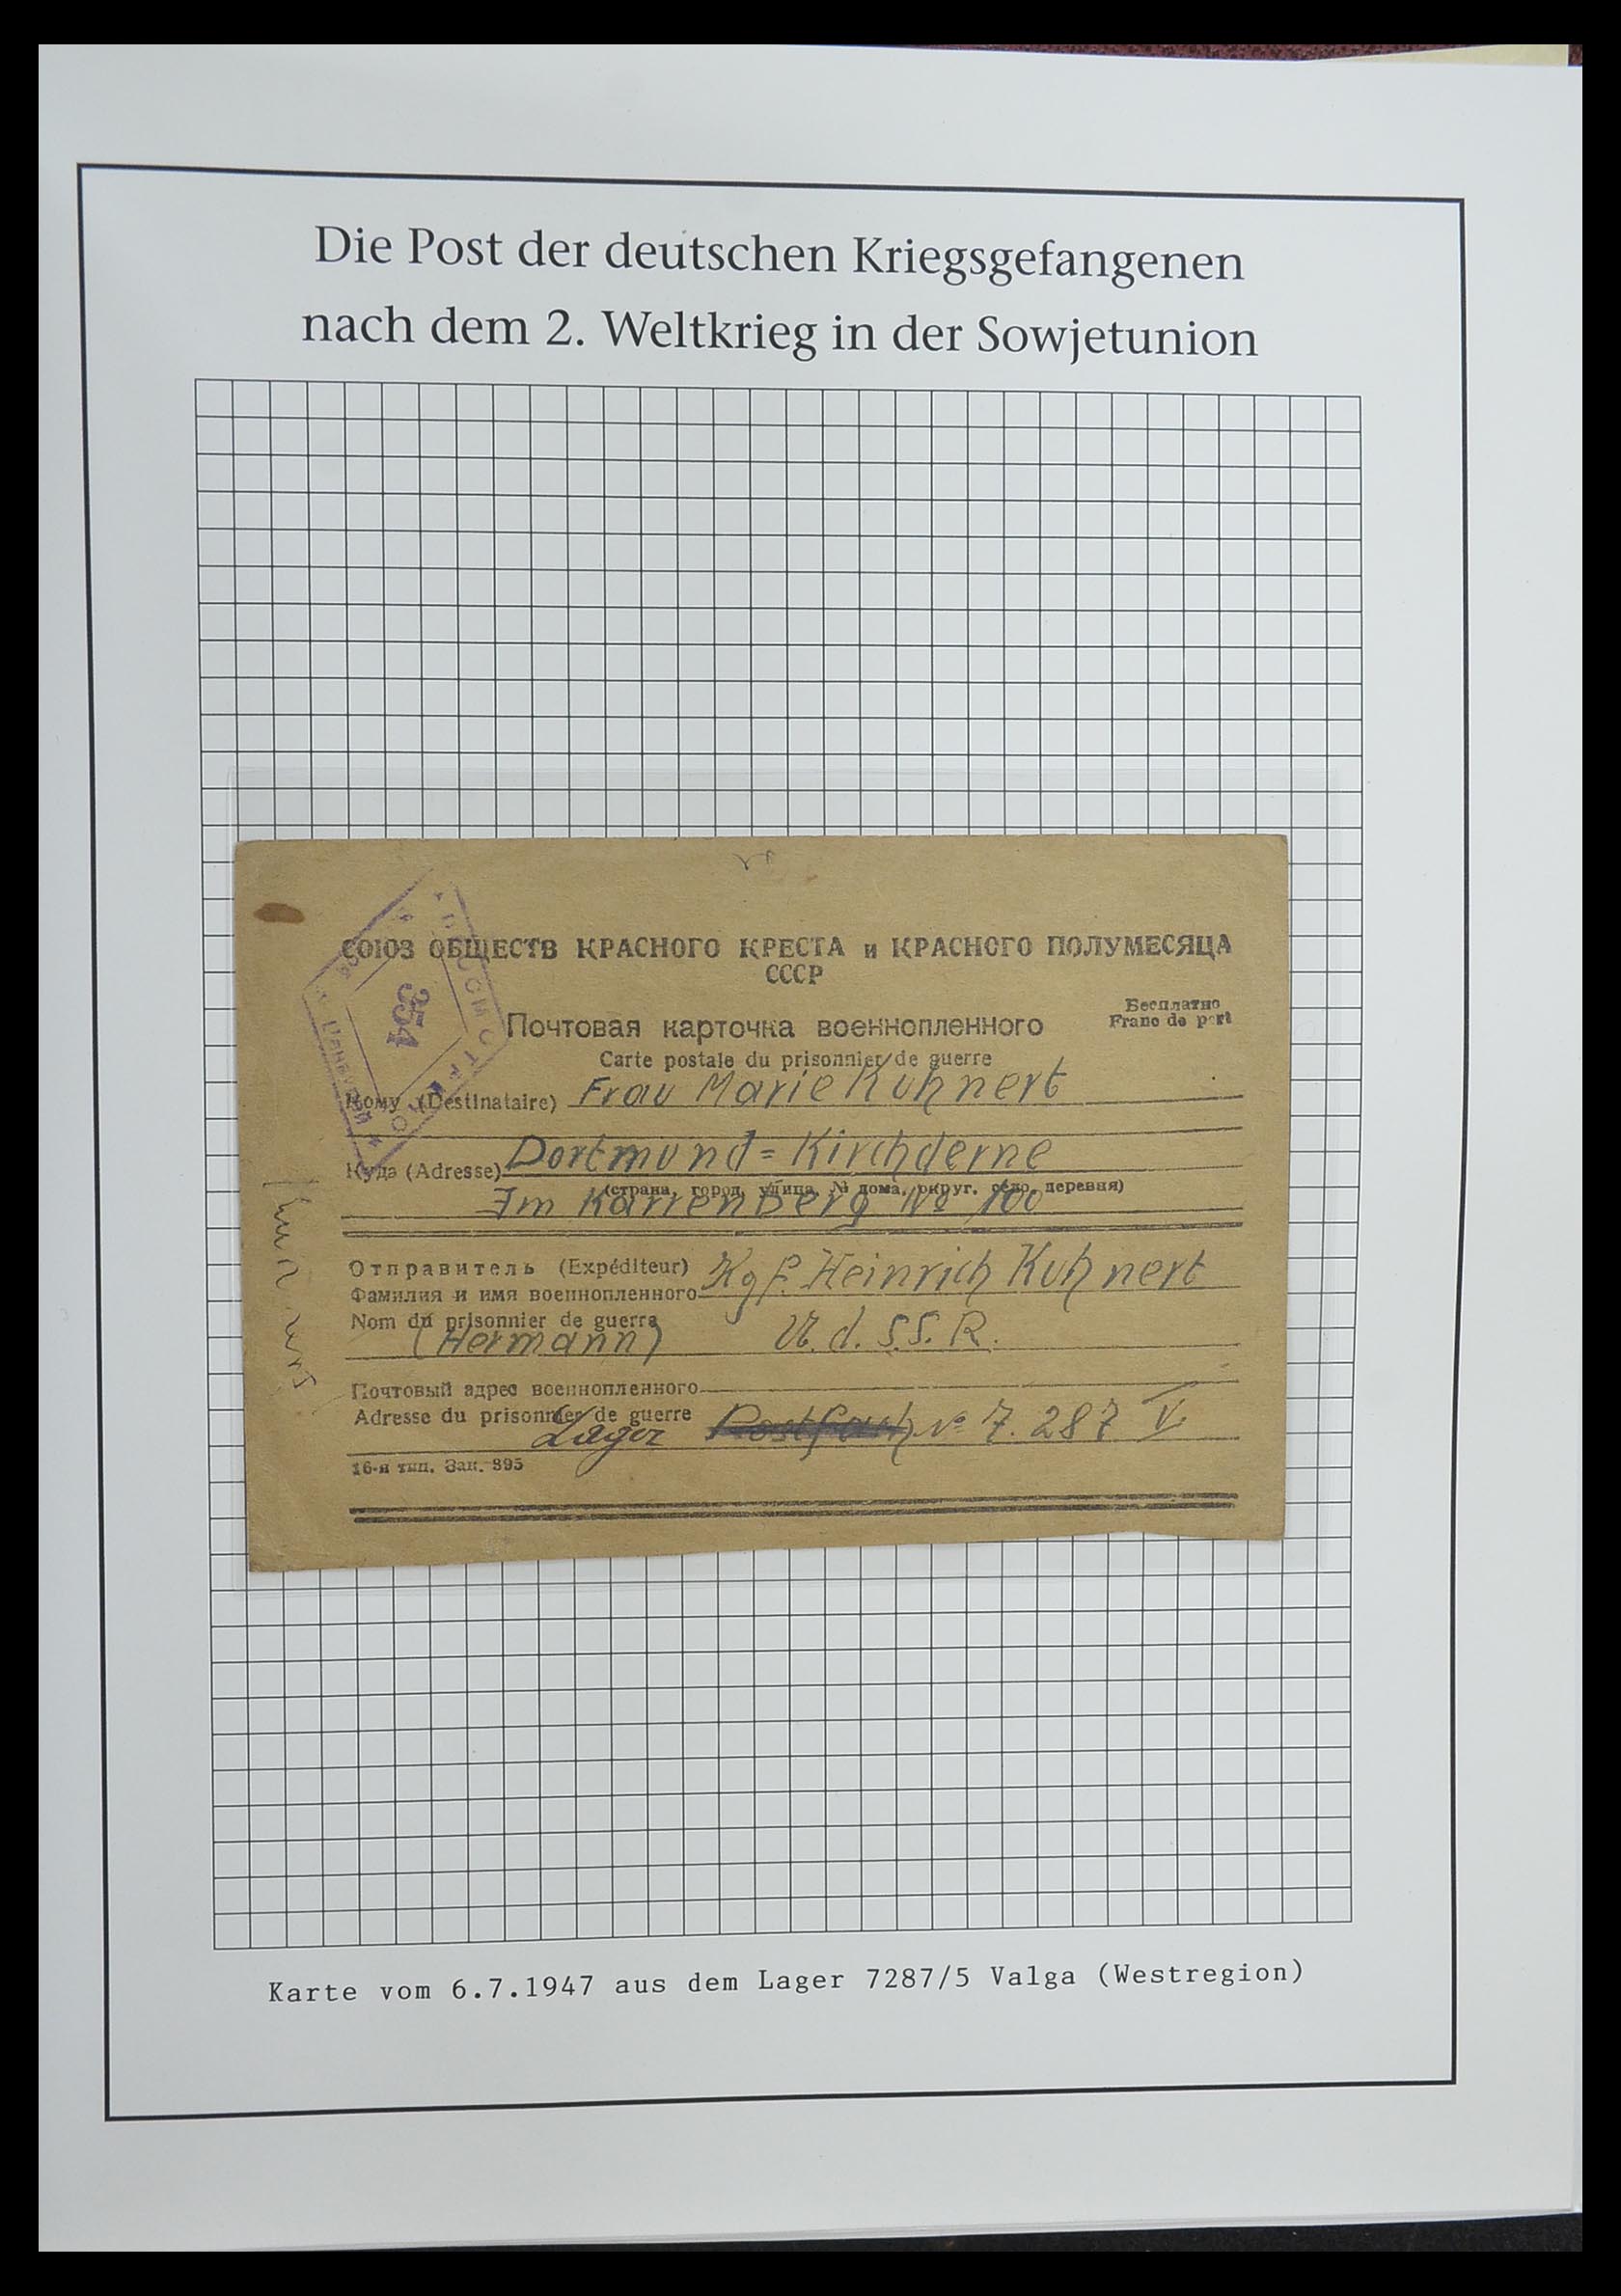 Die Post der deutschen Kriegsgefangenen
nach dem 2. Weltkrieg in der Sowjetunion
СОЮЗ ОБЩЕСТВ КРАСНОГО КРЕСТА и КРАСНОГО ПОЛУМЕСЯЦА
СССР
Бесплатно
Franc de port
354
Почтовая карточка военнопленного
Carte postale du prisonnier de guerre
Кому (Destinataire) Frau Marie Kuhnert
Куда (Adresse) Dortmund = Kirchderne
(страна, город, улица, № дома, округ, село, деревня)
Im Karrenberg No 100
Отправитель (Expéditeur)
Фамилия и имя военнопленного Kgf. Heinrich Kuhnert
Nom du prisonnier de guerre
(Hermann) U.d.S.S.R.
Почтовый адрес военнопленного
Adresse du prisonnier de guerre
Lager Postfach No 7.287 V
16-я тип. Зак. 895
Karte vom 6.7.1947 aus dem Lager 7287/5 Valga (Westregion)